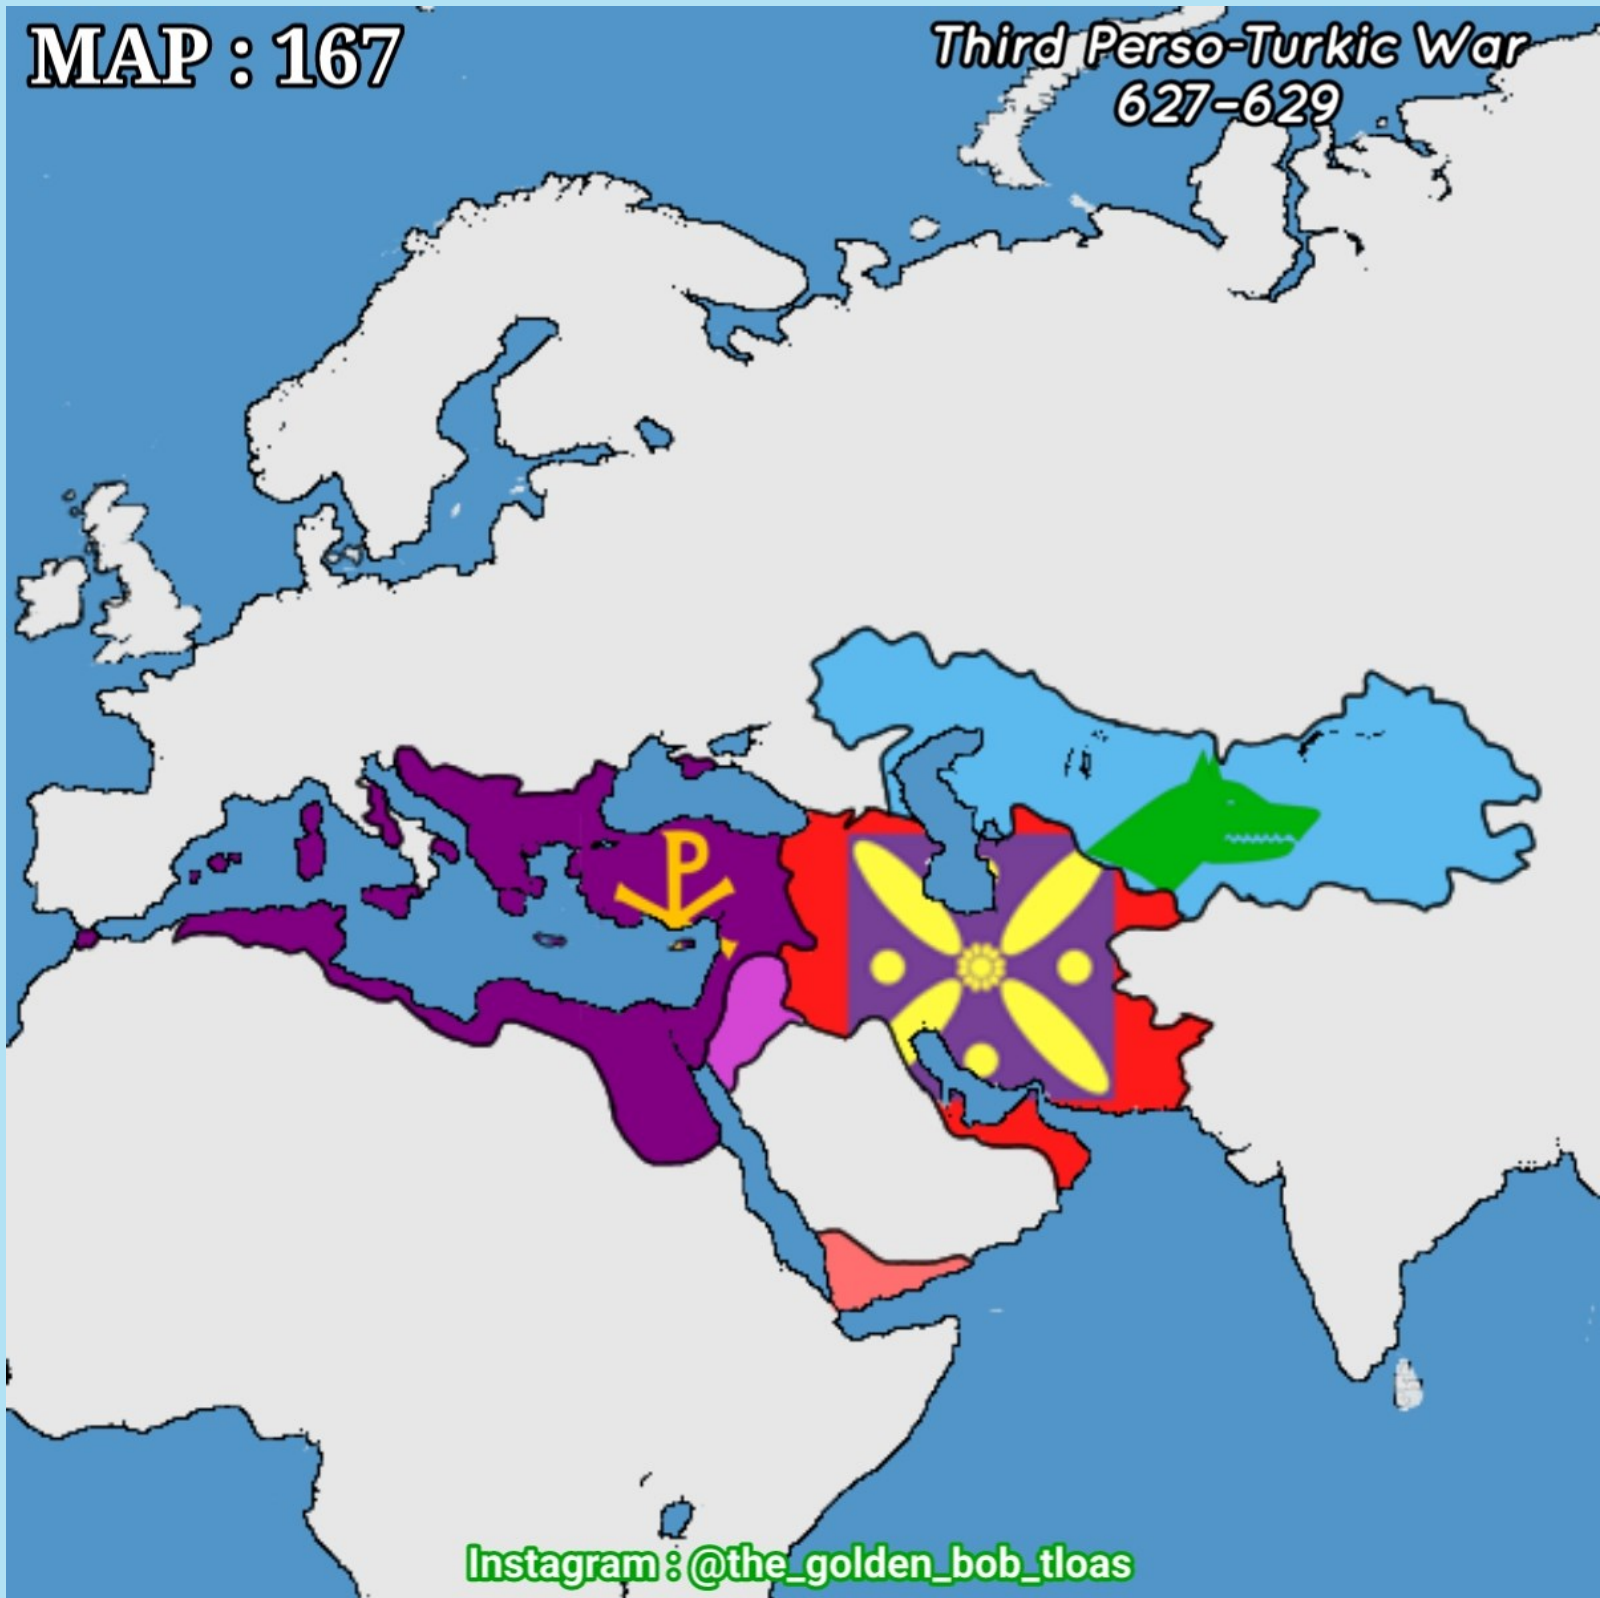 MAP : 167
Third Perso-Turkic War
627-629
Instagram : @the_golden_bob_tloas